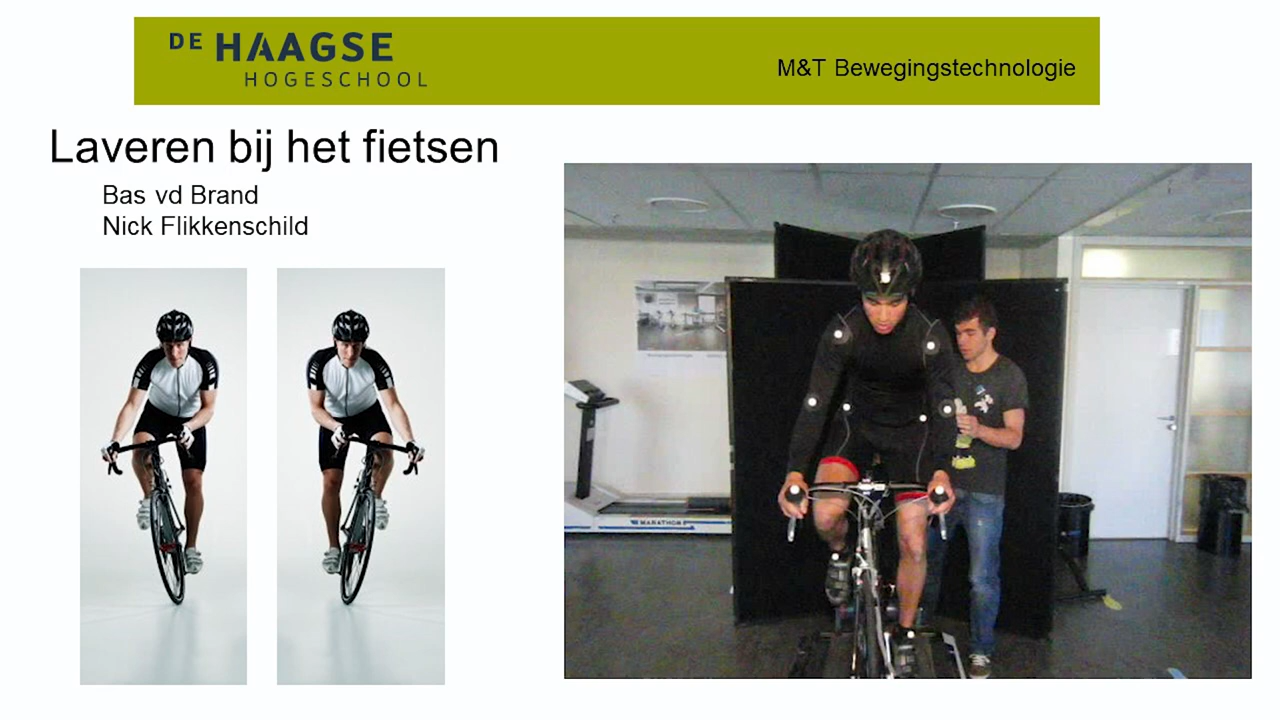 DE HAAGSE
HOGESCHOOL
M&T Bewegingstechnologie
Laveren bij het fietsen
Bas vd Brand
Nick Flikkenschild
MARATHON